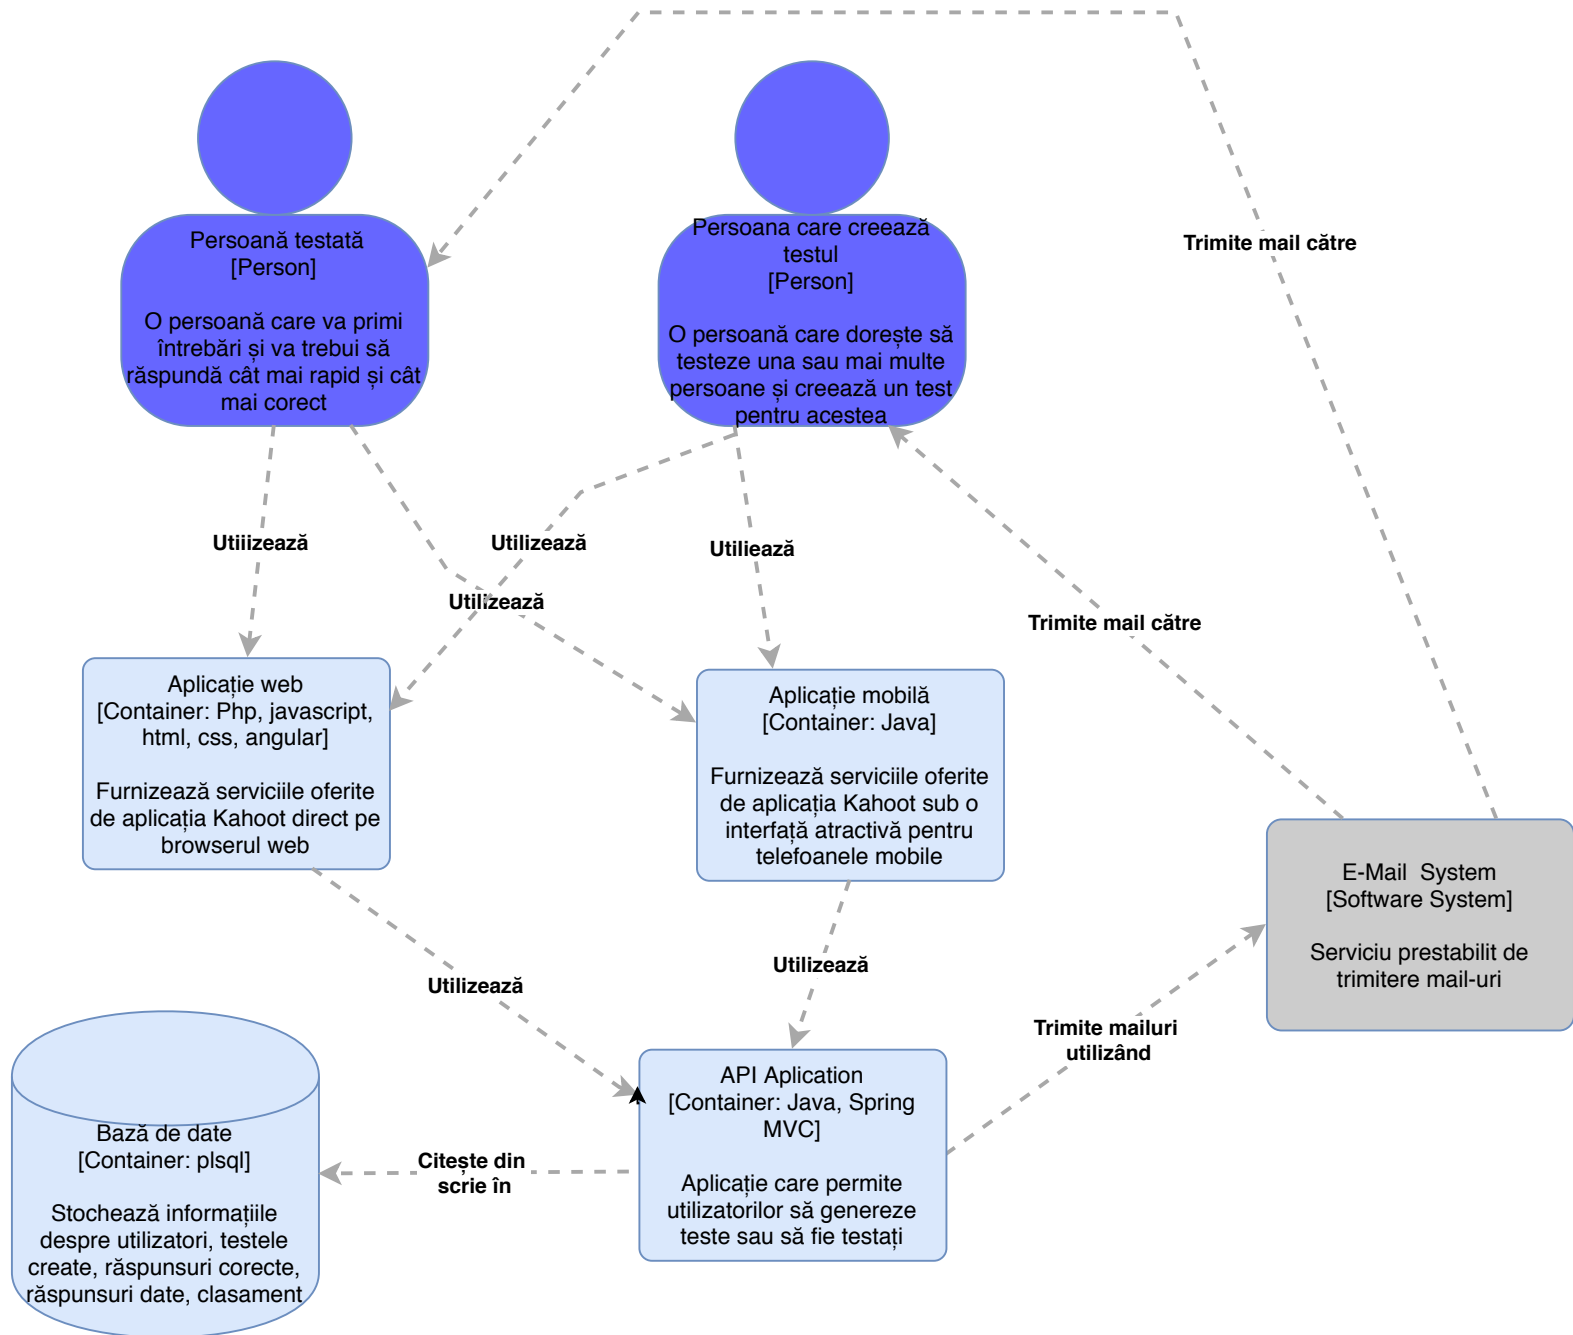 Persoană testată
[Person]
O persoană care va primi
întrebări și va trebui să
răspundă cât mai rapid și cât
mai corect
Persoana care creează
testul
[Person]
O persoană care dorește să
testeze una sau mai multe
persoane și creează un test
pentru acestea
Trimite mail către
Utiiizează
Utilizează
Utiliează
Utilizează
Trimite mail către
Aplicație web
[Container: Php, javascript,
html, css, angular]
Furnizează serviciile oferite
de aplicația Kahoot direct pe
browserul web
Aplicație mobilă
[Container: Java]
Furnizează serviciile oferite
de aplicația Kahoot sub o
interfață atractivă pentru
telefoanele mobile
E-Mail  System
[Software System]
Serviciu prestabilit de
trimitere mail-uri
Utilizează
Utilizează
Trimite mailuri
utilizând
Bază de date
[Container: plsql]
Stochează informațiile
despre utilizatori, testele
create, răspunsuri corecte,
răspunsuri date, clasament
Citește din
scrie în
API Aplication
[Container: Java, Spring
MVC]
Aplicație care permite
utilizatorilor să genereze
teste sau să fie testați